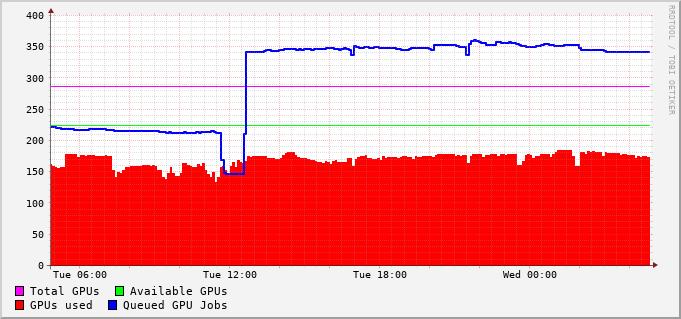 400
350
300
250
200
150
100
50
0
Tue 06:00 Tue 12:00 Tue 18:00 Wed 00:00
Total GPUs Available GPUs
GPUs used Queued GPU Jobs
RRDTOOL / TOBI OETIKER